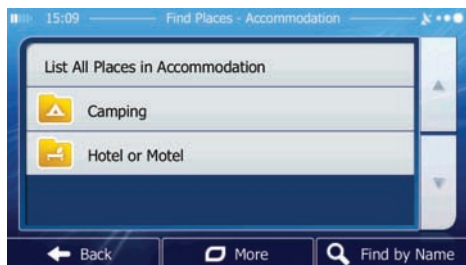 15:09 Find Places - Accommodation
List All Places in Accommodation
Camping
Hotel or Motel
Back More Find by Name